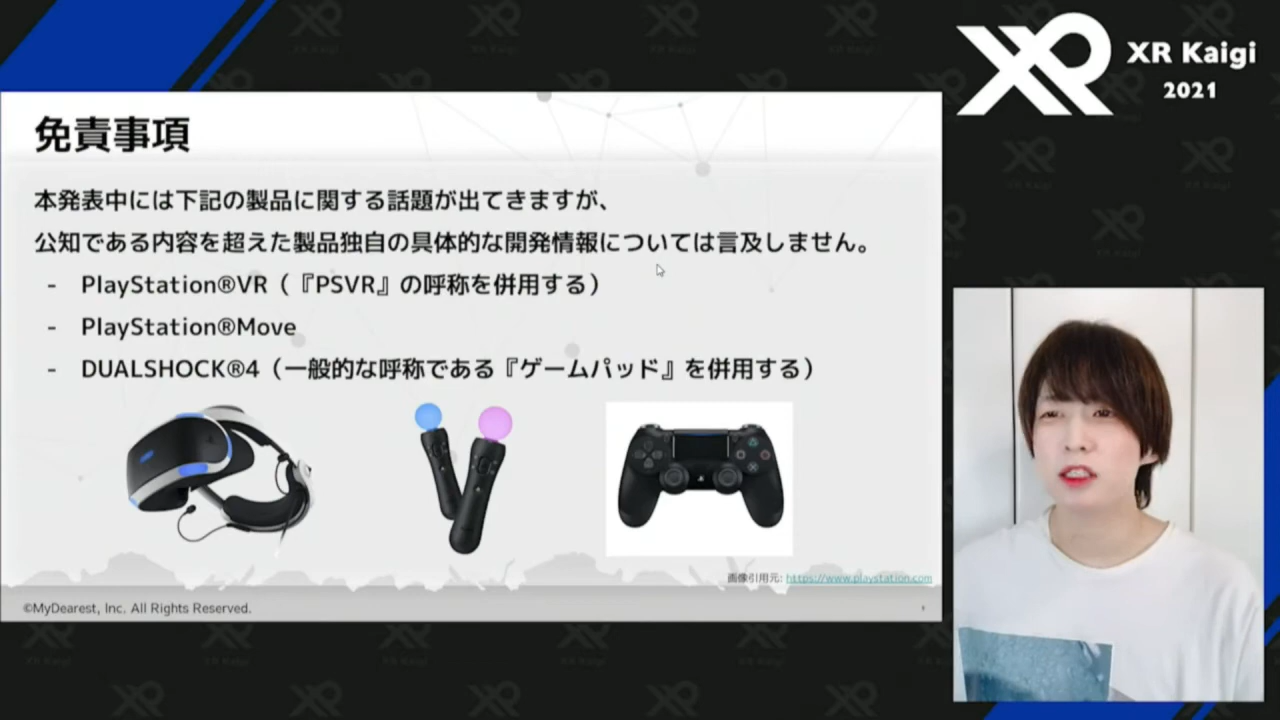 XR Kaigi
2021
免責事項
本発表中には下記の製品に関する話題が出てきますが、
公知である内容を超えた製品独自の具体的な開発情報については言及しません。
- PlayStation®VR（『PSVR』の呼称を併用する）
- PlayStation®Move
- DUALSHOCK®4（一般的な呼称である『ゲームパッド』を併用する）
画像引用元: https://www.playstation.com
©MyDearest, Inc. All Rights Reserved.